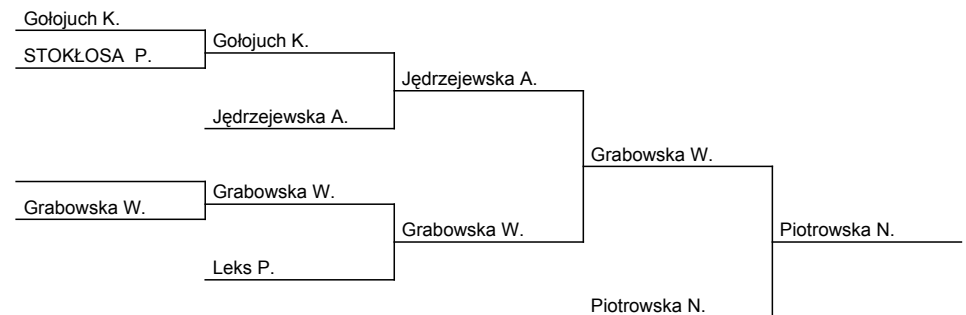 Gołojuch K.
STOKŁOSA  P.
Gołojuch K.
Jędrzejewska A.
Jędrzejewska A.
Grabowska W.
Grabowska W.
Grabowska W.
Leks P.
Grabowska W.
Piotrowska N.
Piotrowska N.